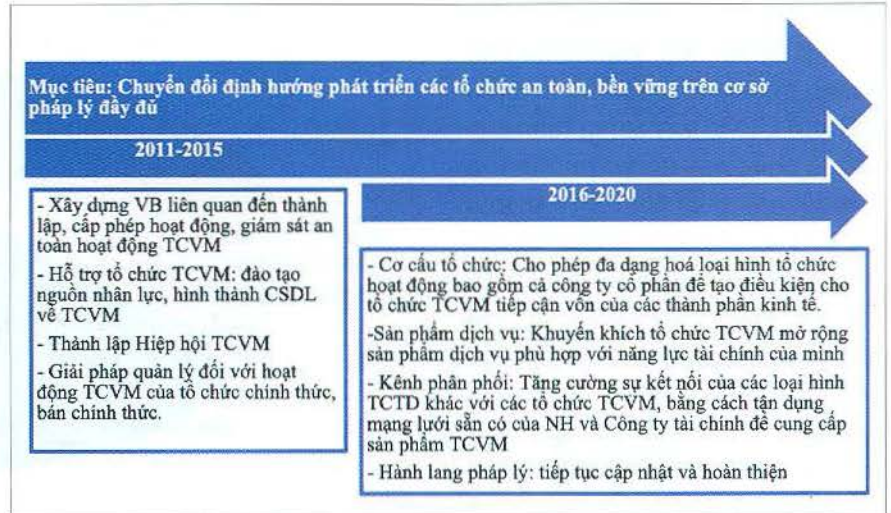 Mục tiêu: Chuyển đổi định hướng phát triển các tổ chức an toàn, bền vững trên cơ sở
pháp lý đầy đủ
2011-2015
- Xây dựng VB liên quan đến thành
lập, cấp phép hoạt động, giám sát an
toàn hoạt động TCVM
- Hỗ trợ tổ chức TCVM: đào tạo
nguồn nhân lực, hình thành CSDL
về TCVM
- Thành lập Hiệp hội TCVM
- Giải pháp quản lý đối với hoạt
động TCVM của tổ chức chính thức,
bán chính thức.
2016-2020
- Cơ cấu tổ chức: Cho phép đa dạng hoá loại hình tổ chức
hoạt động bao gồm cả công ty cổ phần để tạo điều kiện cho
tổ chức TCVM tiếp cận vốn của các thành phần kinh tế.
-Sản phẩm dịch vụ: Khuyến khích tổ chức TCVM mở rộng
sản phẩm dịch vụ phù hợp với năng lực tài chính của mình
- Kênh phân phối: Tăng cường sự kết nối của các loại hình
TCTD khác với các tổ chức TCVM, bằng cách tận dụng
mạng lưới sẵn có của NH và Công ty tài chính để cung cấp
sản phẩm TCVM
- Hành lang pháp lý: tiếp tục cập nhật và hoàn thiện